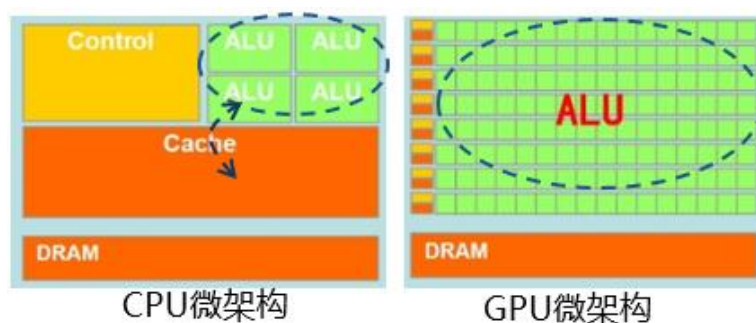 Control
ALU ALU
ALU ALU
Cache
DRAM
CPU微架构
ALU
DRAM
GPU微架构